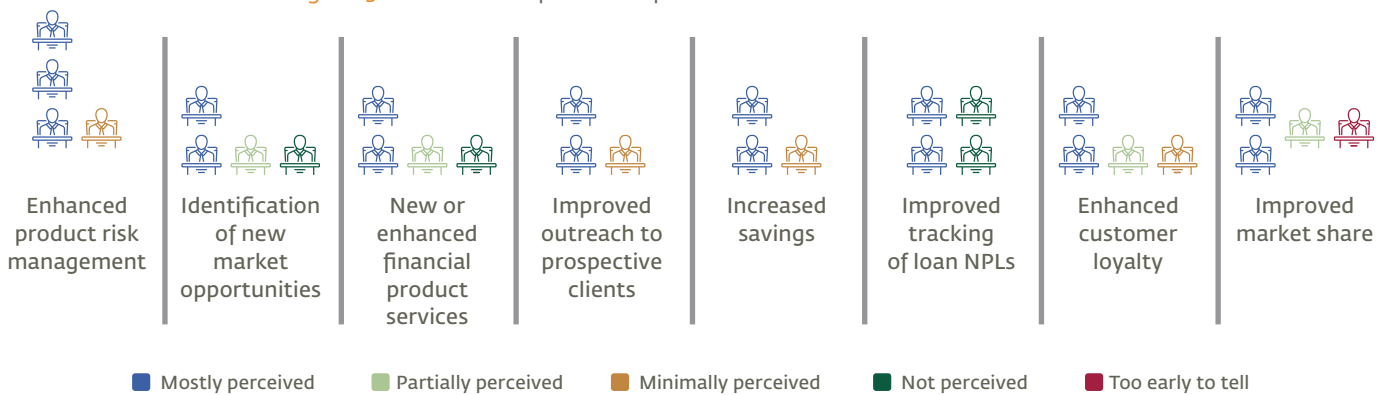 Enhanced
product risk
management
Identification
of new
market
opportunities
New or
enhanced
financial
product
services
Improved
outreach to
prospective
clients
Increased
savings
Improved
tracking
of loan NPLs
Enhanced
customer
loyalty
Improved
market share
Mostly perceived
Partially perceived
Minimally perceived
Not perceived
Too early to tell